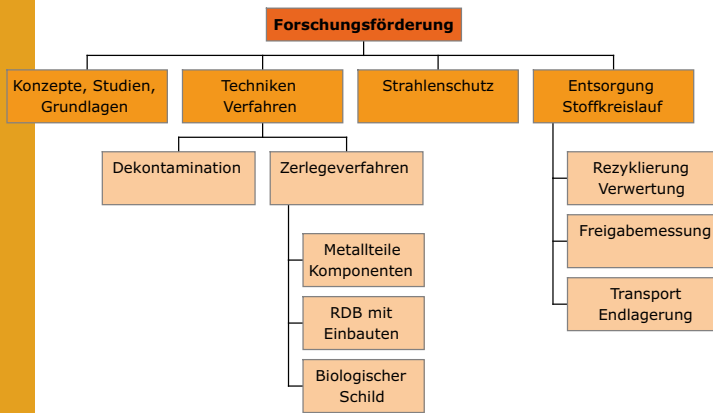 Forschungsförderung
Konzepte, Studien,
Grundlagen
Techniken
Verfahren
Strahlenschutz
Entsorgung
Stoffkreislauf
Dekontamination
Zerlegeverfahren
Metallteile
Komponenten
RDB mit
Einbauten
Biologischer
Schild
Rezyklierung
Verwertung
Freigabemessung
Transport
Endlagerung